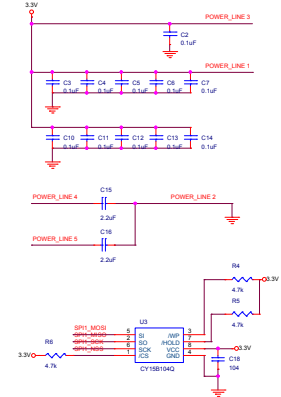 3.3V
POWER_LINE 3
C2
0.1uF
POWER_LINE 1
C3 C4 C5 C6 C7
0.1uF 0.1uF 0.1uF 0.1uF 0.1uF
C10 C11 C12 C13 C14
0.1uF 0.1uF 0.1uF 0.1uF 0.1uF
POWER_LINE 4 C15 POWER_LINE 2
2.2uF
POWER_LINE 5 C16
2.2uF
R4
3.3V
4.7k
R5
4.7k
U3
SPI1_MOSI 5 SI /WP 3
SPI1_MISO 2 SO /HOLD 7
SPI1_SCK 6 SCK VCC 8 3.3V
SPI1_NSS 1 /CS GND 4
R6
3.3V
4.7k
CY15B104Q
C18
104